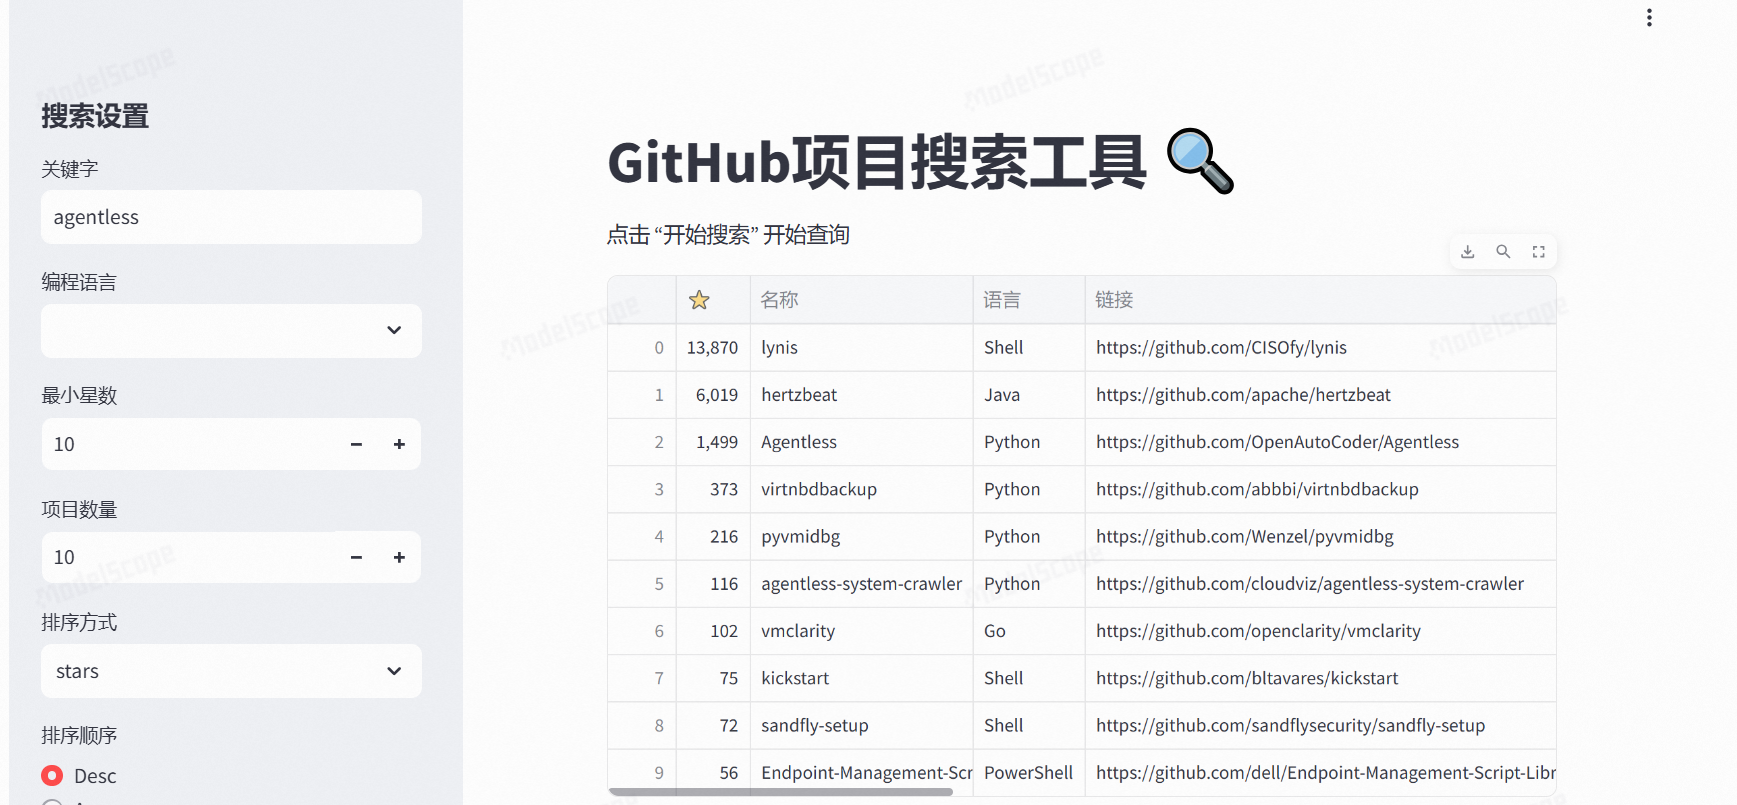 搜索设置
关键字
agentless
编程语言
最小星数
10
项目数量
10
排序方式
stars
排序顺序
Desc
GitHub项目搜索工具
点击 “开始搜索” 开始查询
名称 语言 链接
0 13,870 lynis Shell https://github.com/CISOfy/lynis
1 6,019 hertzbeat Java https://github.com/apache/hertzbeat
2 1,499 Agentless Python https://github.com/OpenAutoCoder/Agentless
3 373 virtnbdbackup Python https://github.com/abbbi/virtnbdbackup
4 216 pyvmidbg Python https://github.com/Wenzel/pyvmidbg
5 116 agentless-system-crawler Python https://github.com/cloudviz/agentless-system-crawler
6 102 vmclarity Go https://github.com/openclarity/vmclarity
7 75 kickstart Shell https://github.com/bltavares/kickstart
8 72 sandfly-setup Shell https://github.com/sandflysecurity/sandfly-setup
9 56 Endpoint-Management-Scr PowerShell https://github.com/dell/Endpoint-Management-Script-Libr
ModelScope
ModelScope
ModelScope
ModelScope
ModelScope
ModelScope